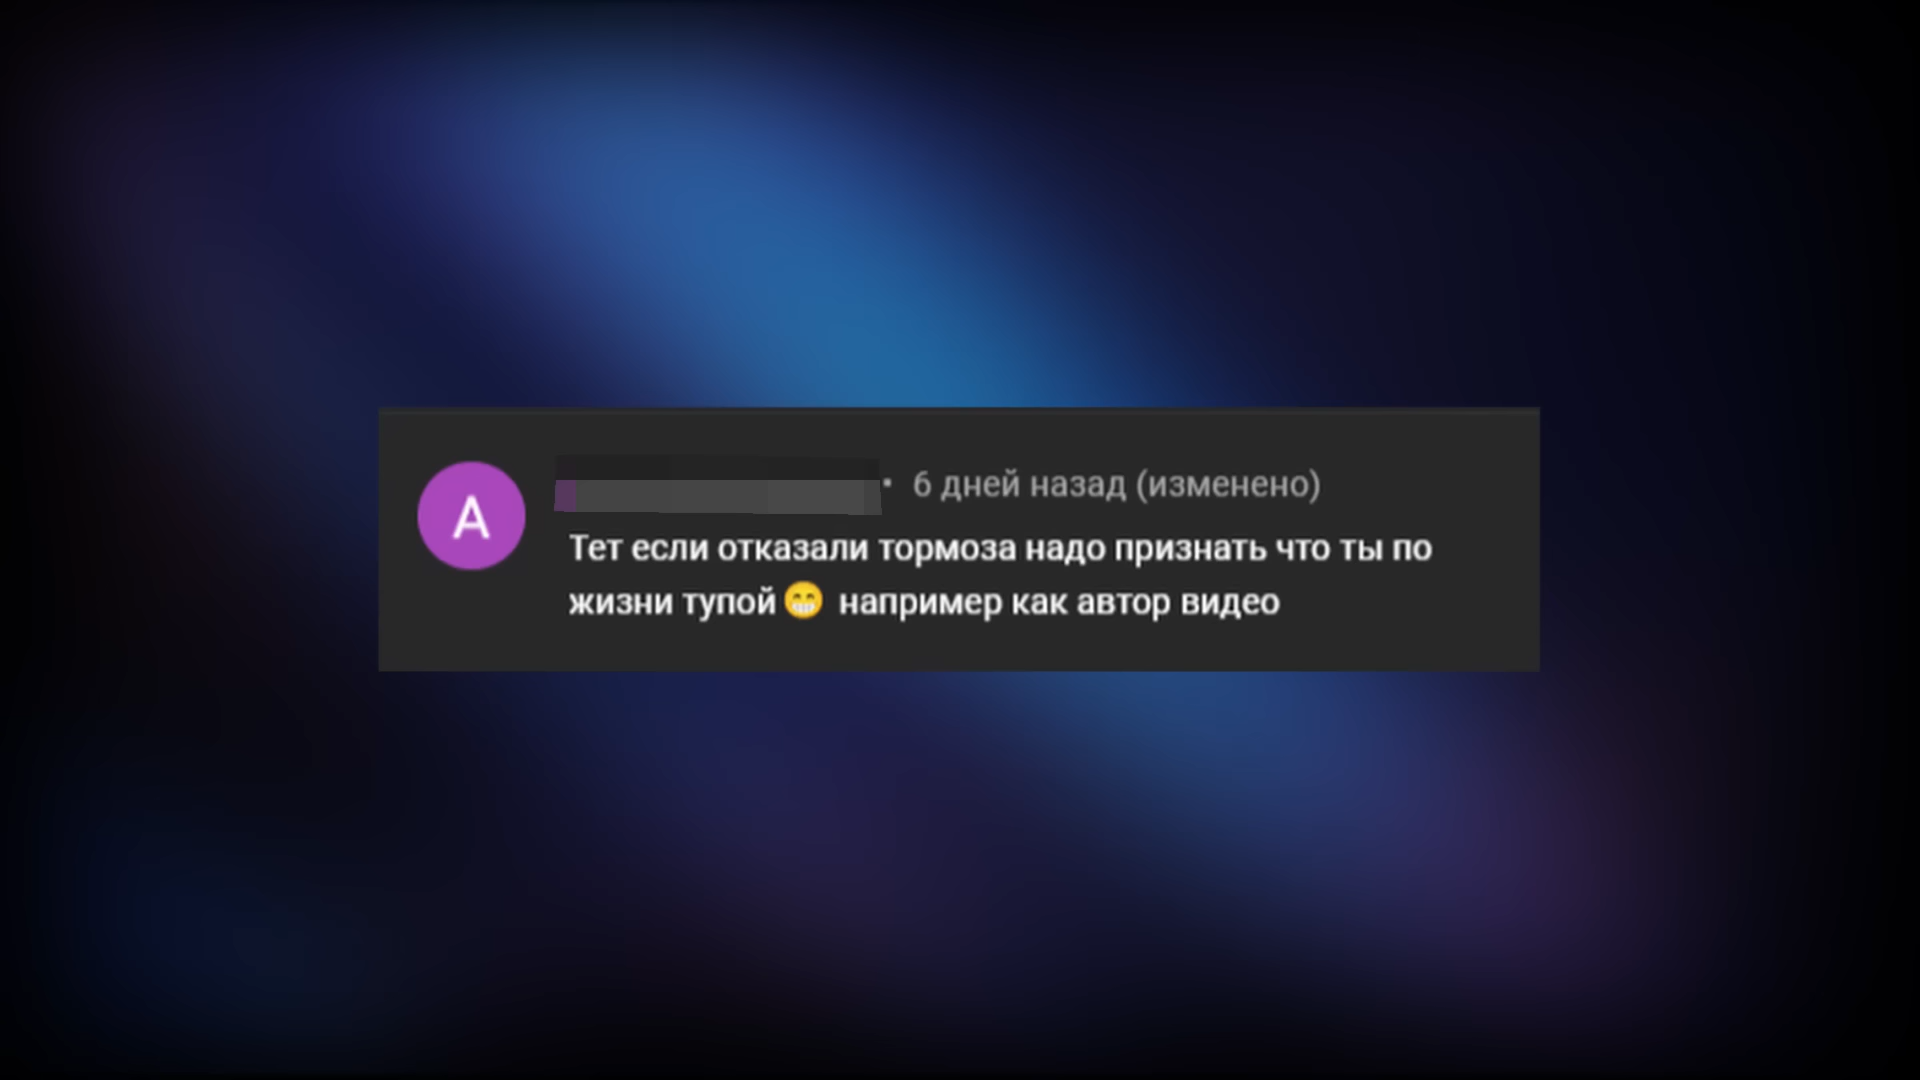 А
• 6 дней назад (изменено)
Тет если отказали тормоза надо признать что ты по
жизни тупой😁 например как автор видео